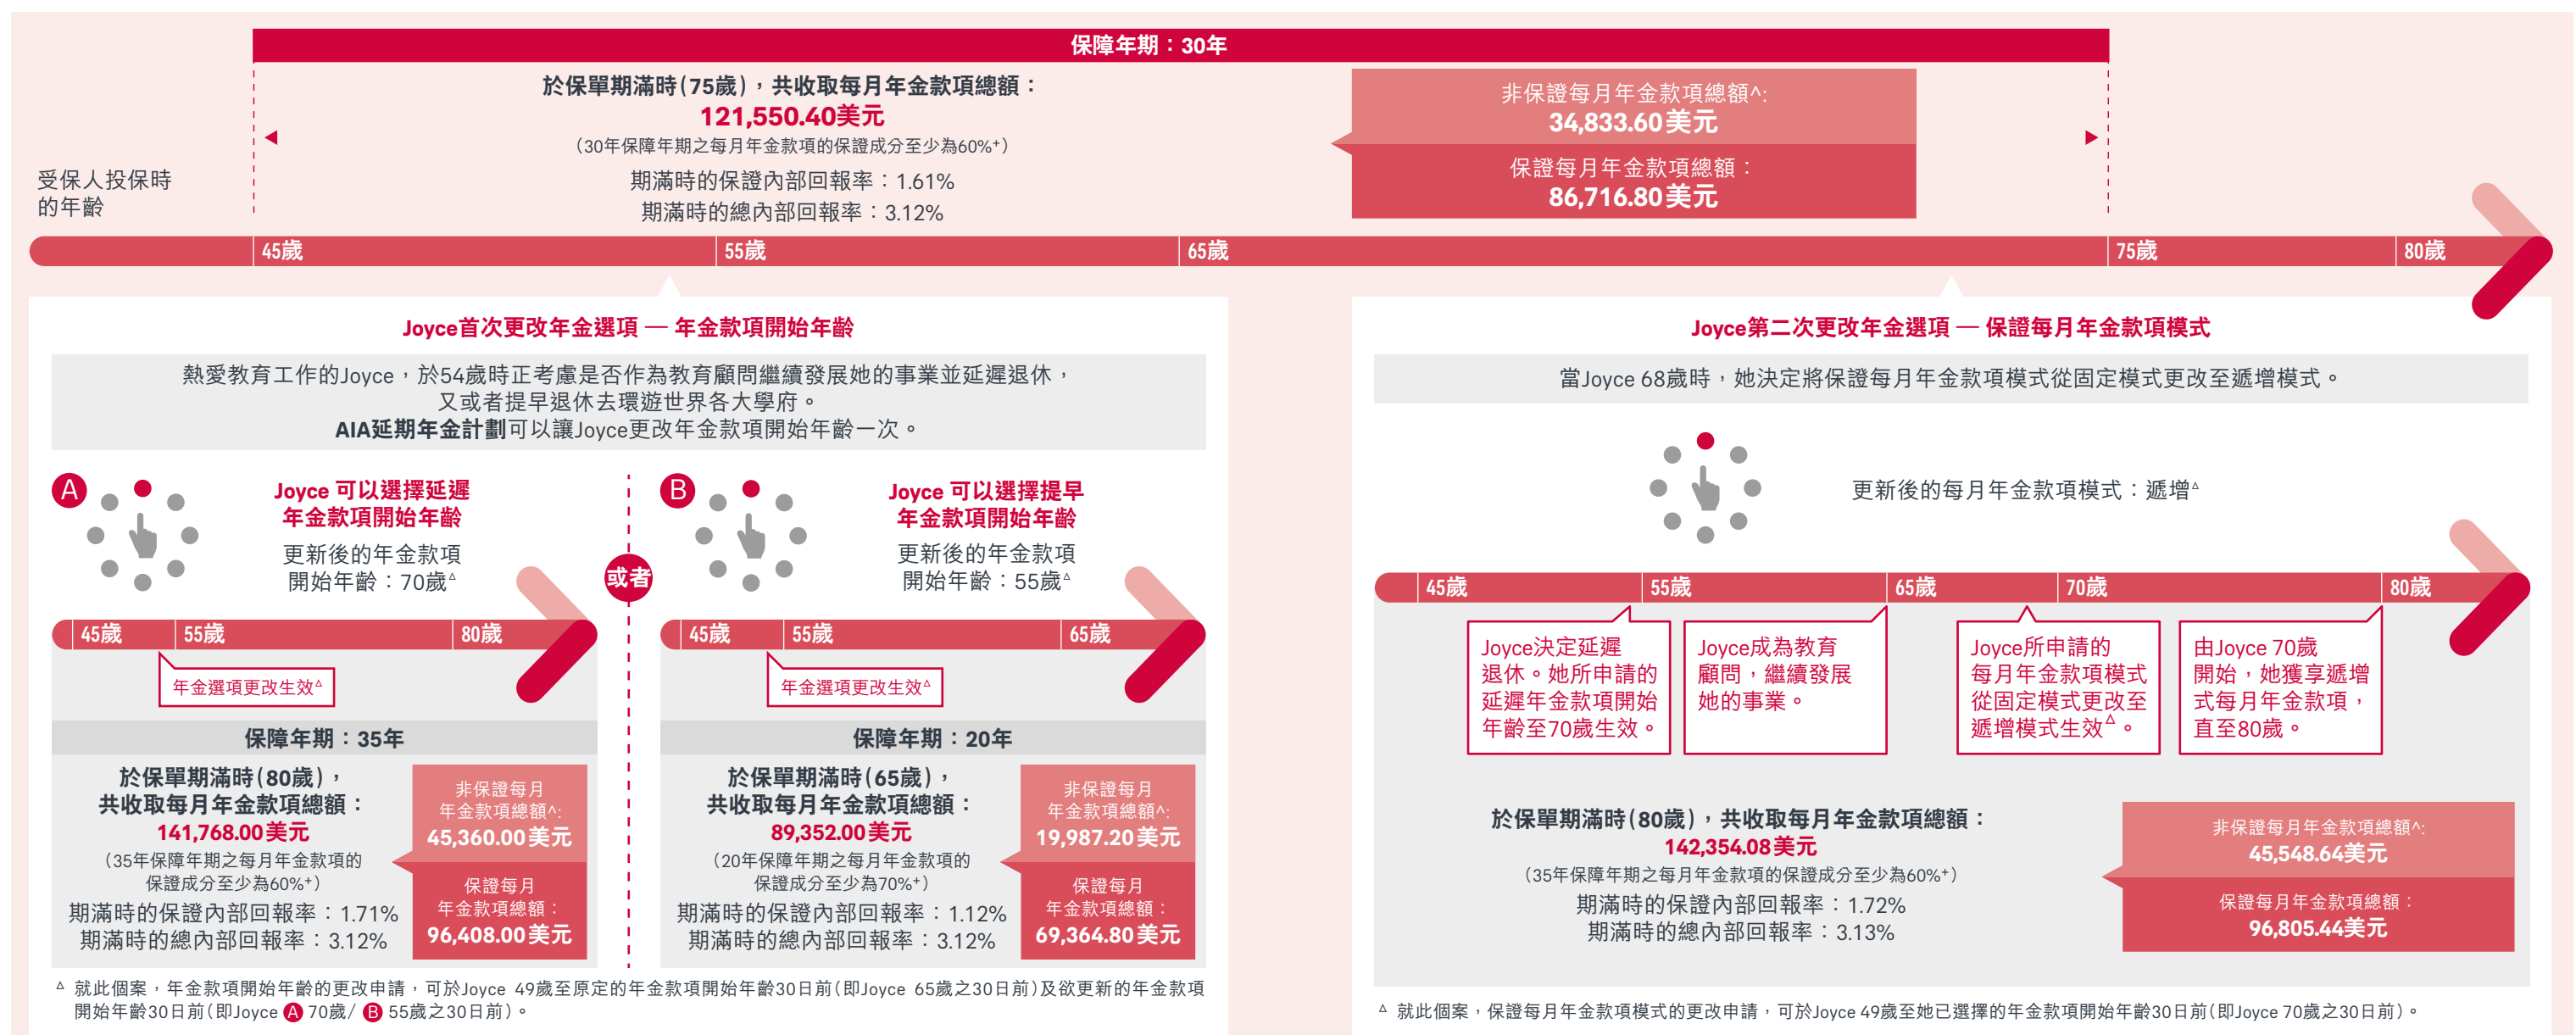 保障年期：30年
於保單期滿時(75歲)，共收取每月年金款項總額：
121,550.40美元
（30年保障年期之每月年金款項的保證成分至少為60%⁺）
期滿時的保證內部回報率：1.61%
期滿時的總內部回報率：3.12%
非保證每月年金款項總額^:
34,833.60美元
保證每月年金款項總額：
86,716.80美元
受保人投保時
的年齡
45歲 55歲 65歲 75歲 80歲
Joyce首次更改年金選項 — 年金款項開始年齡
熱愛教育工作的Joyce，於54歲時正考慮是否作為教育顧問繼續發展她的事業並延遲退休，
又或者提早退休去環遊世界各大學府。
AIA延期年金計劃可以讓Joyce更改年金款項開始年齡一次。
A
Joyce 可以選擇延遲
年金款項開始年齡
更新後的年金款項
開始年齡：70歲△
45歲 55歲 80歲
年金選項更改生效△
保障年期：35年
於保單期滿時(80歲)，
共收取每月年金款項總額：
141,768.00美元
（35年保障年期之每月年金款項的
保證成分至少為60%⁺）
期滿時的保證內部回報率：1.71%
期滿時的總內部回報率：3.12%
非保證每月
年金款項總額^:
45,360.00美元
保證每月
年金款項總額：
96,408.00美元
或者
B
Joyce 可以選擇提早
年金款項開始年齡
更新後的年金款項
開始年齡：55歲△
45歲 55歲 65歲
年金選項更改生效△
保障年期：20年
於保單期滿時(65歲)，
共收取每月年金款項總額：
89,352.00美元
（20年保障年期之每月年金款項的
保證成分至少為70%⁺）
期滿時的保證內部回報率：1.12%
期滿時的總內部回報率：3.12%
非保證每月
年金款項總額^:
19,987.20美元
保證每月
年金款項總額：
69,364.80美元
△ 就此個案，年金款項開始年齡的更改申請，可於Joyce 49歲至原定的年金款項開始年齡30日前(即Joyce 65歲之30日前)及欲更新的年金款項
開始年齡30日前(即Joyce A 70歲/ B 55歲之30日前)。
Joyce第二次更改年金選項 — 保證每月年金款項模式
當Joyce 68歲時，她決定將保證每月年金款項模式從固定模式更改至遞增模式。
更新後的每月年金款項模式：遞增△
45歲 55歲 65歲 70歲 80歲
Joyce決定延遲
退休。她所申請的
延遲年金款項開始
年齡至70歲生效。
Joyce成為教育
顧問，繼續發展
她的事業。
Joyce所申請的
每月年金款項模式
從固定模式更改至
遞增模式生效△。
由Joyce 70歲
開始，她獲享遞增
式每月年金款項，
直至80歲。
於保單期滿時(80歲)，共收取每月年金款項總額：
142,354.08美元
（35年保障年期之每月年金款項的保證成分至少為60%⁺）
期滿時的保證內部回報率：1.72%
期滿時的總內部回報率：3.13%
非保證每月年金款項總額^:
45,548.64美元
保證每月年金款項總額：
96,805.44美元
△ 就此個案，保證每月年金款項模式的更改申請，可於Joyce 49歲至她已選擇的年金款項開始年齡30日前(即Joyce 70歲之30日前)。